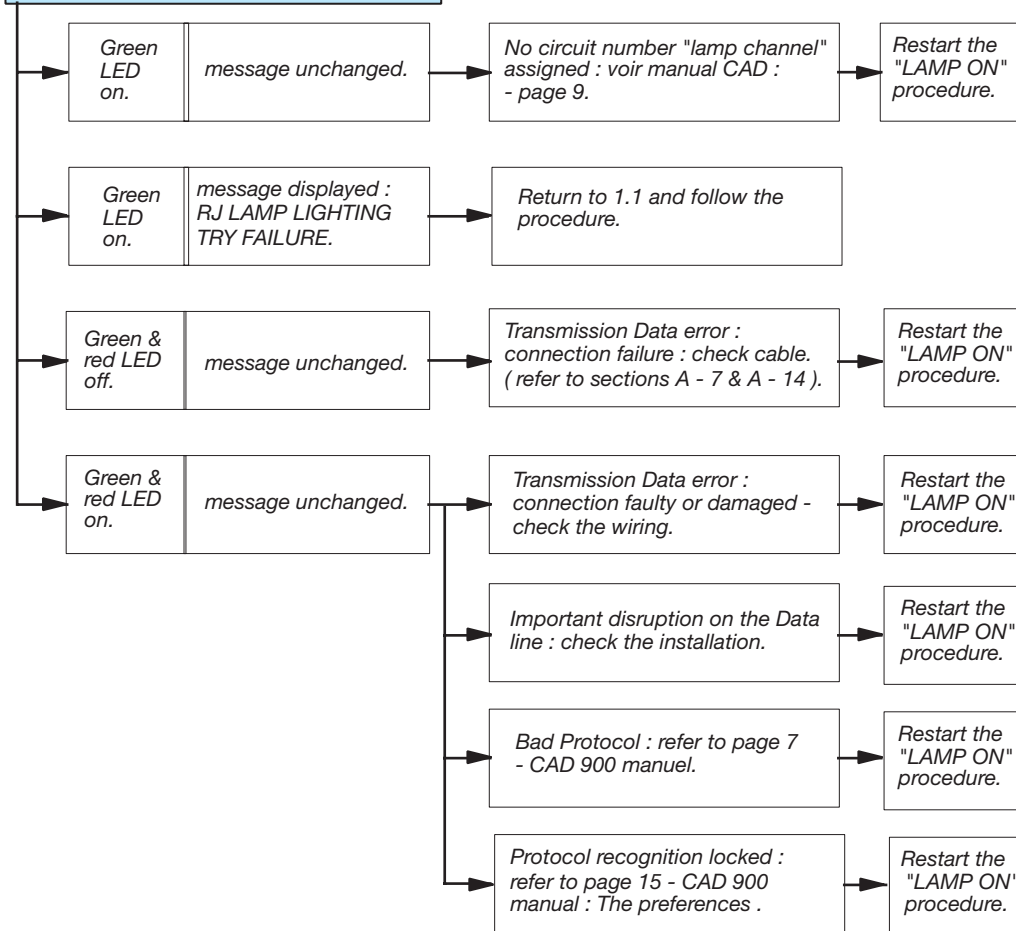 Green
LED
on.
message unchanged.
No circuit number "lamp channel"
assigned : voir manual CAD :
- page 9.
Restart the
"LAMP ON"
procedure.
Green
LED
on.
message displayed :
RJ LAMP LIGHTING
TRY FAILURE.
Return to 1.1 and follow the
procedure.
Green &
red LED
off.
message unchanged.
Transmission Data error :
connection failure : check cable.
( refer to sections A - 7 & A - 14 ).
Restart the
"LAMP ON"
procedure.
Green &
red LED
on.
message unchanged.
Transmission Data error :
connection faulty or damaged -
check the wiring.
Restart the
"LAMP ON"
procedure.
Important disruption on the Data
line : check the installation.
Restart the
"LAMP ON"
procedure.
Bad Protocol : refer to page 7
- CAD 900 manuel.
Restart the
"LAMP ON"
procedure.
Protocol recognition locked :
refer to page 15 - CAD 900
manual : The preferences .
Restart the
"LAMP ON"
procedure.